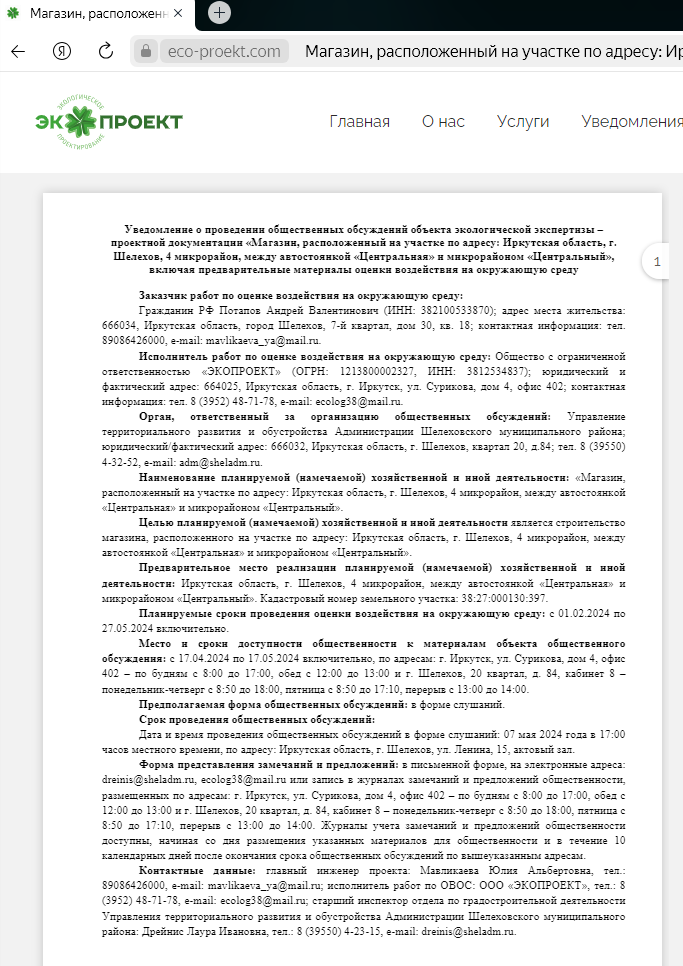 Магазин, расположенн
Я
eco-proekt.com
Магазин, расположенный на участке по адресу: Ир
ЭКОЛОГИЧЕСКОЕ
ЭК ПРОЕКТ
ПРОЕКТИРОВАНИЕ
Главная
О нас
Услуги
Уведомления
1
Уведомление о проведении общественных обсуждений объекта экологической экспертизы –
проектной документации «Магазин, расположенный на участке по адресу: Иркутская область, г.
Шелехов, 4 микрорайон, между автостоянкой «Центральная» и микрорайоном «Центральный»,
включая предварительные материалы оценки воздействия на окружающую среду
Заказчик работ по оценке воздействия на окружающую среду:
Гражданин РФ Потапов Андрей Валентинович (ИНН: 382100533870); адрес места жительства:
666034, Иркутская область, город Шелехов, 7-й квартал, дом 30, кв. 18; контактная информация: тел.
89086426000, e-mail: mavlikaeva_ya@mail.ru.
Исполнитель работ по оценке воздействия на окружающую среду: Общество с ограниченной
ответственностью «ЭКОПРОЕКТ» (ОГРН: 1213800002327, ИНН: 3812534837); юридический и
фактический адрес: 664025, Иркутская область, г. Иркутск, ул. Сурикова, дом 4, офис 402; контактная
информация: тел. 8 (3952) 48-71-78, e-mail: ecolog38@mail.ru.
Орган, ответственный за организацию общественных обсуждений: Управление
территориального развития и обустройства Администрации Шелеховского муниципального района;
юридический/фактический адрес: 666032, Иркутская область, г. Шелехов, квартал 20, д.84; тел. 8 (39550)
4-32-52, e-mail: adm@sheladm.ru.
Наименование планируемой (намечаемой) хозяйственной и иной деятельности: «Магазин,
расположенный на участке по адресу: Иркутская область, г. Шелехов, 4 микрорайон, между автостоянкой
«Центральная» и микрорайоном «Центральный».
Целью планируемой (намечаемой) хозяйственной и иной деятельности является строительство
магазина, расположенного на участке по адресу: Иркутская область, г. Шелехов, 4 микрорайон, между
автостоянкой «Центральная» и микрорайоном «Центральный».
Предварительное место реализации планируемой (намечаемой) хозяйственной и иной
деятельности: Иркутская область, г. Шелехов, 4 микрорайон, между автостоянкой «Центральная» и
микрорайоном «Центральный». Кадастровый номер земельного участка: 38:27:000130:397.
Планируемые сроки проведения оценки воздействия на окружающую среду: с 01.02.2024 по
27.05.2024 включительно.
Место и сроки доступности общественности к материалам объекта общественного
обсуждения: с 17.04.2024 по 17.05.2024 включительно, по адресам: г. Иркутск, ул. Сурикова, дом 4, офис
402 – по будням с 8:00 до 17:00, обед с 12:00 до 13:00 и г. Шелехов, 20 квартал, д. 84, кабинет 8 –
понедельник-четверг с 8:50 до 18:00, пятница с 8:50 до 17:10, перерыв с 13:00 до 14:00.
Предполагаемая форма общественных обсуждений: в форме слушаний.
Срок проведения общественных обсуждений:
Дата и время проведения общественных обсуждений в форме слушаний: 07 мая 2024 года в 17:00
часов местного времени, по адресу: Иркутская область, г. Шелехов, ул. Ленина, 15, актовый зал.
Форма представления замечаний и предложений: в письменной форме, на электронные адреса:
dreinis@sheladm.ru, ecolog38@mail.ru или запись в журналах замечаний и предложений общественности,
размещенных по адресам: г. Иркутск, ул. Сурикова, дом 4, офис 402 – по будням с 8:00 до 17:00, обед с
12:00 до 13:00 и г. Шелехов, 20 квартал, д. 84, кабинет 8 – понедельник-четверг с 8:50 до 18:00, пятница с
8:50 до 17:10, перерыв с 13:00 до 14:00. Журналы учета замечаний и предложений общественности
доступны, начиная со дня размещения указанных материалов для общественности и в течение 10
календарных дней после окончания срока общественных обсуждений по вышеуказанным адресам.
Контактные данные: главный инженер проекта: Мавликаева Юлия Альбертовна, тел.:
89086426000, e-mail: mavlikaeva_ya@mail.ru; исполнитель работ по ОВОС: ООО «ЭКОПРОЕКТ», тел.: 8
(3952) 48-71-78, e-mail: ecolog38@mail.ru; старший инспектор отдела по градостроительной деятельности
Управления территориального развития и обустройства Администрации Шелеховского муниципального
района: Дрейнис Лаура Ивановна, тел.: 8 (39550) 4-23-15, e-mail: dreinis@sheladm.ru.